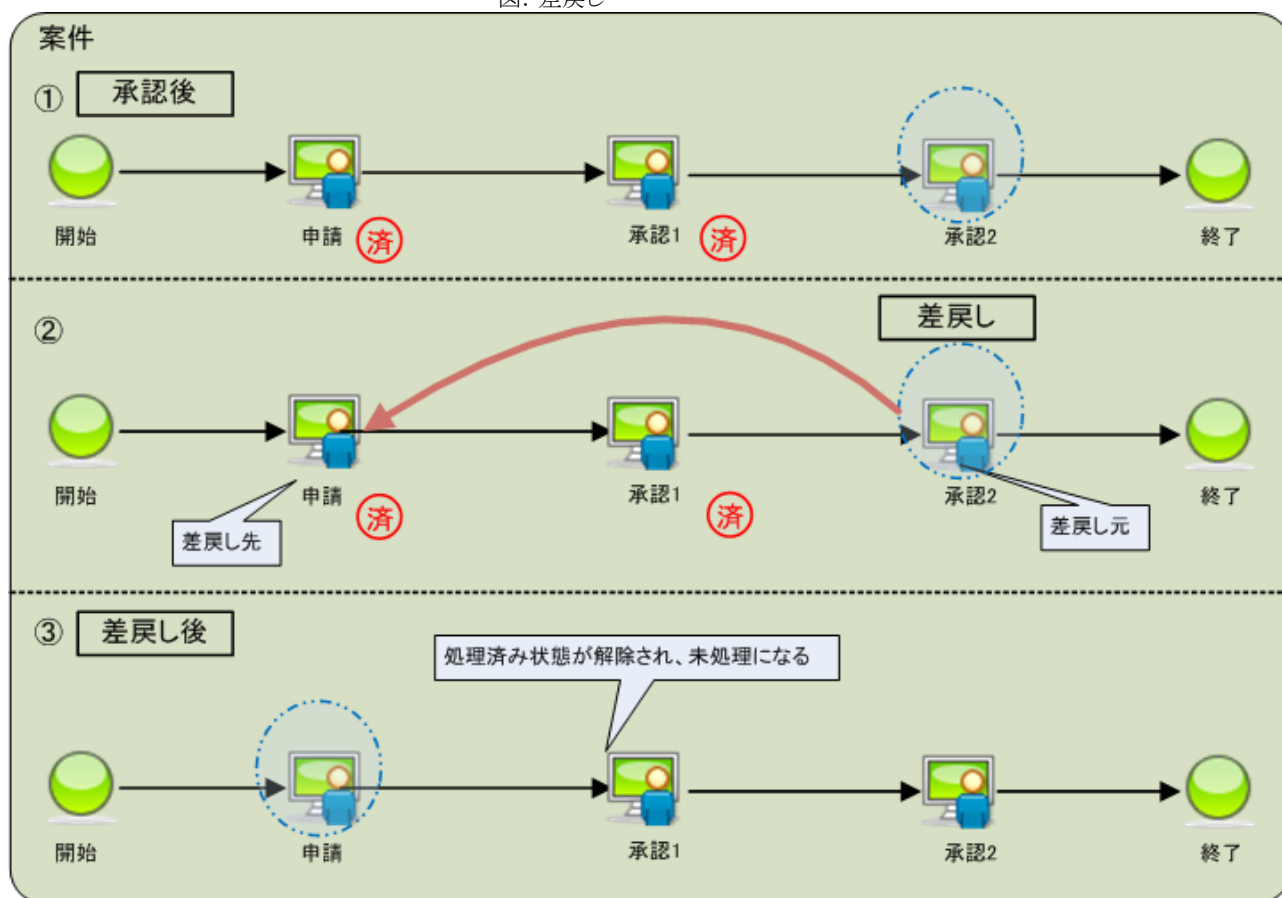 図: 差戻し
案件
① 承認後
開始
申請
済
承認1
済
承認2
終了
② 差戻し
開始
申請
済
承認1
済
承認2
終了
差戻し先
差戻し元
③ 差戻し後
処理済み状態が解除され、未処理になる
開始
申請
承認1
承認2
終了